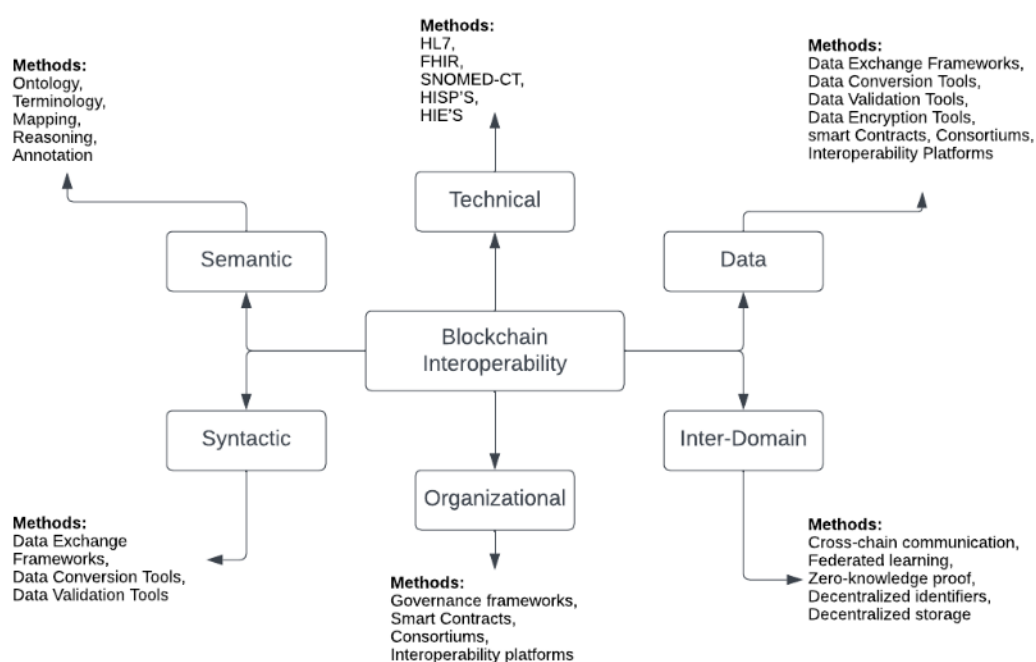 Methods:
HL7,
FHIR,
SNOMED-CT,
HISP'S,
HIE'S
Methods:
Ontology,
Terminology,
Mapping,
Reasoning,
Annotation
Methods:
Data Exchange Frameworks,
Data Conversion Tools,
Data Validation Tools,
Data Encryption Tools,
smart Contracts, Consortiums,
Interoperability Platforms
Technical
Semantic
Data
Blockchain
Interoperability
Syntactic
Inter-Domain
Organizational
Methods:
Data Exchange
Frameworks,
Data Conversion Tools,
Data Validation Tools
Methods:
Governance frameworks,
Smart Contracts,
Consortiums,
Interoperability platforms
Methods:
Cross-chain communication,
Federated learning,
Zero-knowledge proof,
Decentralized identifiers,
Decentralized storage